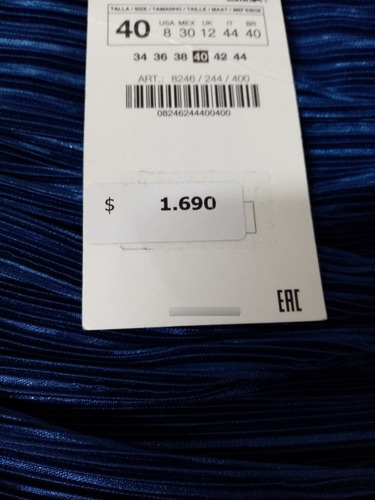 TALLA / SIZE / TAMANHO / TAILLE / MAAT / ΜΕΓΕΘΟΣ
40 USA MEX UK IT BR
8 30 12 44 40
34 36 38 40 42 44
ART.: 8246 / 244 / 400
08246244400400
$ 1.690
EAC